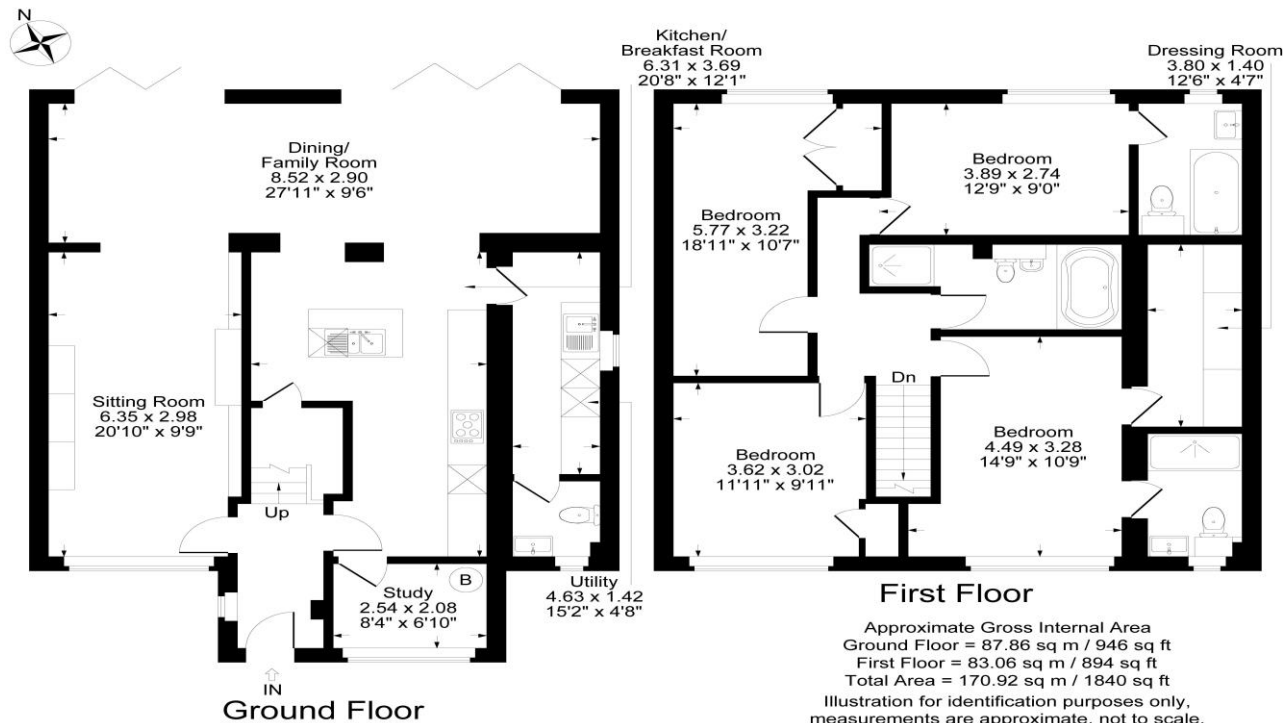 N
Kitchen/
Breakfast Room
6.31 x 3.69
20'8" x 12'1"
Dressing Room
3.80 x 1.40
12'6" x 4'7"
Dining/
Family Room
8.52 x 2.90
27'11" x 9'6"
Bedroom
3.89 x 2.74
12'9" x 9'0"
Bedroom
5.77 x 3.22
18'11" x 10'7"
Sitting Room
6.35 x 2.98
20'10" x 9'9"
Dn
Bedroom
3.62 x 3.02
11'11" x 9'11"
Bedroom
4.49 x 3.28
14'9" x 10'9"
Up
B
Study
2.54 x 2.08
8'4" x 6'10"
Utility
4.63 x 1.42
15'2" x 4'8"
IN
Ground Floor
First Floor
Approximate Gross Internal Area
Ground Floor = 87.86 sq m / 946 sq ft
First Floor = 83.06 sq m / 894 sq ft
Total Area = 170.92 sq m / 1840 sq ft
Illustration for identification purposes only,
measurements are approximate, not to scale.